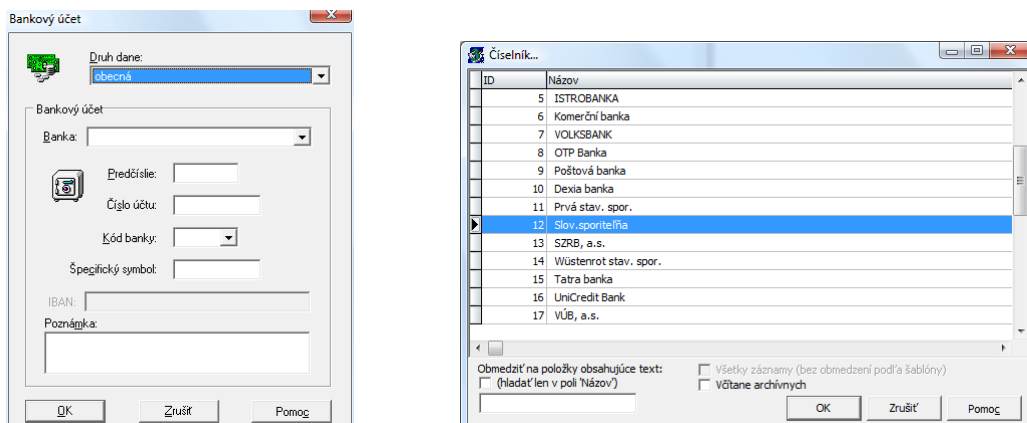 Bankový účet
Druh dane:
obecná
Bankový účet
Banka:
Predčíslie:
Číslo účtu:
Kód banky:
Špecifický symbol:
IBAN:
Poznámka:
OK Zrušiť Pomoc
Číselník...
ID Názov
5 ISTROBANKA
6 Komerční banka
7 VOLKSBANK
8 OTP Banka
9 Poštová banka
10 Dexia banka
11 Prvá stav. spor.
12 Slov.sporiteľňa
13 SZRB, a.s.
14 Wüstenrot stav. spor.
15 Tatra banka
16 UniCredit Bank
17 VÚB, a.s.
Obmedziť na položky obsahujúce text:
(hladať len v poli 'Názov')
Všetky záznamy (bez obmedzení podľa šablóny)
Včítane archívnych
OK Zrušiť Pomoc